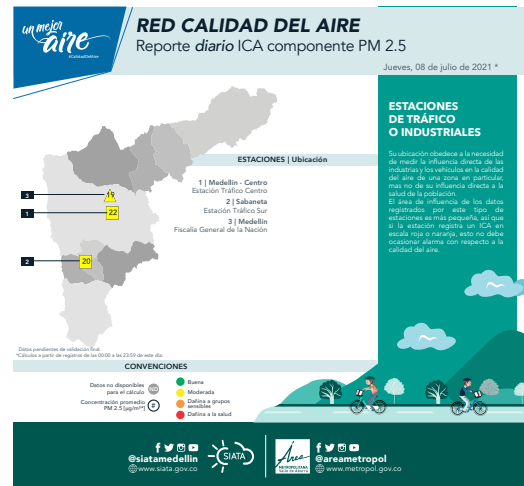 un mejor
aire
#CalidadDelAire
RED CALIDAD DEL AIRE
Reporte diario ICA componente PM 2.5
Jueves, 08 de julio de 2021 *
ESTACIONES
DE TRÁFICO
O INDUSTRIALES
Su ubicación obedece a la necesidad
de medir la influencia directa de las
industrias y los vehículos en la calidad
del aire de una zona en particular,
mas no de su influencia directa a la
salud de la población.
El área de influencia de los datos
registrados por este tipo de
estaciones es más pequeña, así que
si la estación registra un ICA en
escala roja o naranja, esto no debe
ocasionar alarma con respecto a la
calidad del aire.
ESTACIONES | Ubicación
1 | Medellín - Centro
Estación Tráfico Centro
2 | Sabaneta
Estación Tráfico Sur
3 | Medellín
Fiscalía General de la Nación
3
19
1
22
2
20
Datos pendientes de validación final.
*Cálculos a partir de registros de las 00:00 a las 23:59 de este día.
CONVENCIONES
Datos no disponibles
para el cálculo
ND
Concentración promedio
PM 2.5 [µg/m³*]
#
Buena
Moderada
Dañina a grupos
sensibles
Dañina a la salud
@siatamedellin
www.siata.gov.co
SIATA
Área
METROPOLITANA
Valle de Aburrá
@areametropol
www.metropol.gov.co